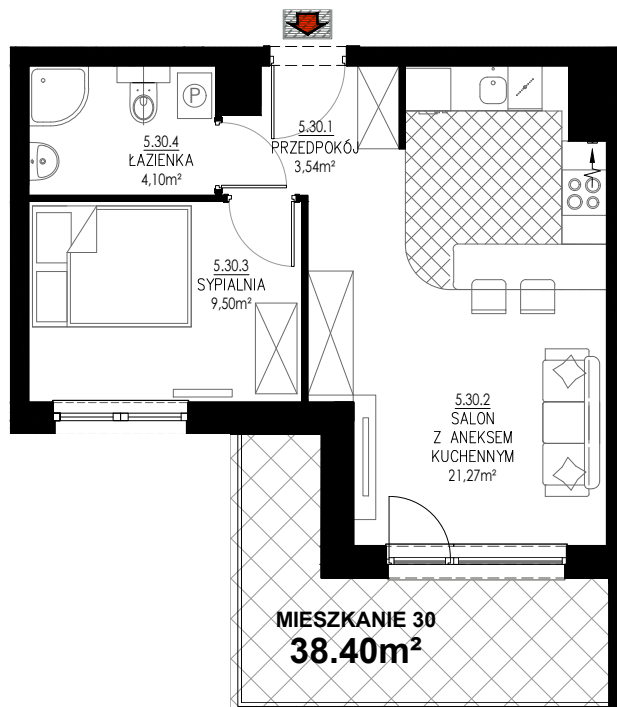 5.30.1
PRZEDPOKÓJ
3,54m²
5.30.4
ŁAZIENKA
4,10m²
P
5.30.3
SYPIALNIA
9,50m²
5.30.2
SALON
Z ANEKSEM
KUCHENNYM
21,27m²
MIESZKANIE 30
38.40m²